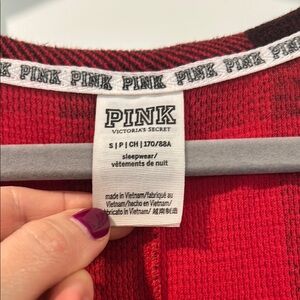 K PINK PINK PINK PINK PINK PINK
PINK
VICTORIA'S SECRET
S | P | CH | 170/88A
sleepwear/
vêtements de nuit
made in Vietnam/fabriqué au
Vietnam/hecho en Vietnam/
fabricato in Vietnam/ 越南制造